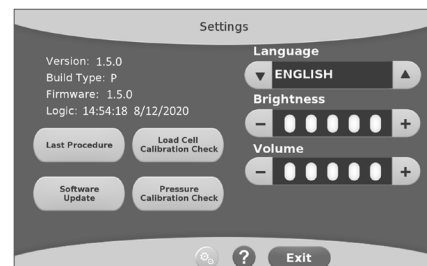 Settings
Version: 1.5.0
Build Type: P
Firmware: 1.5.0
Logic: 14:54:18 8/12/2020
Last Procedure
Load Cell
Calibration Check
Software
Update
Pressure
Calibration Check
Language
ENGLISH
Brightness
− +
Volume
− +
? Exit